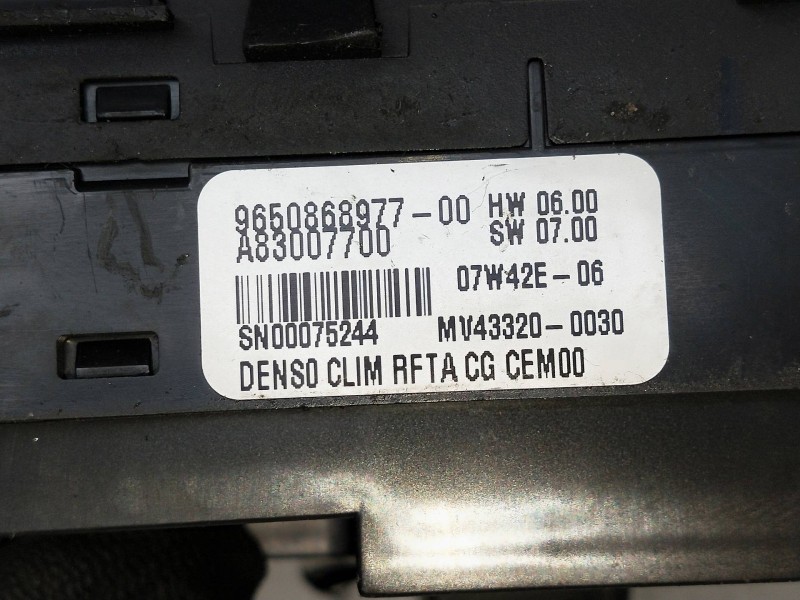 9650868977-00 HW 06.00
A83007700 SW 07.00
07W42E-06
SN00075244 MV43320-0030
DENSO CLIM RFTA CG CEM00